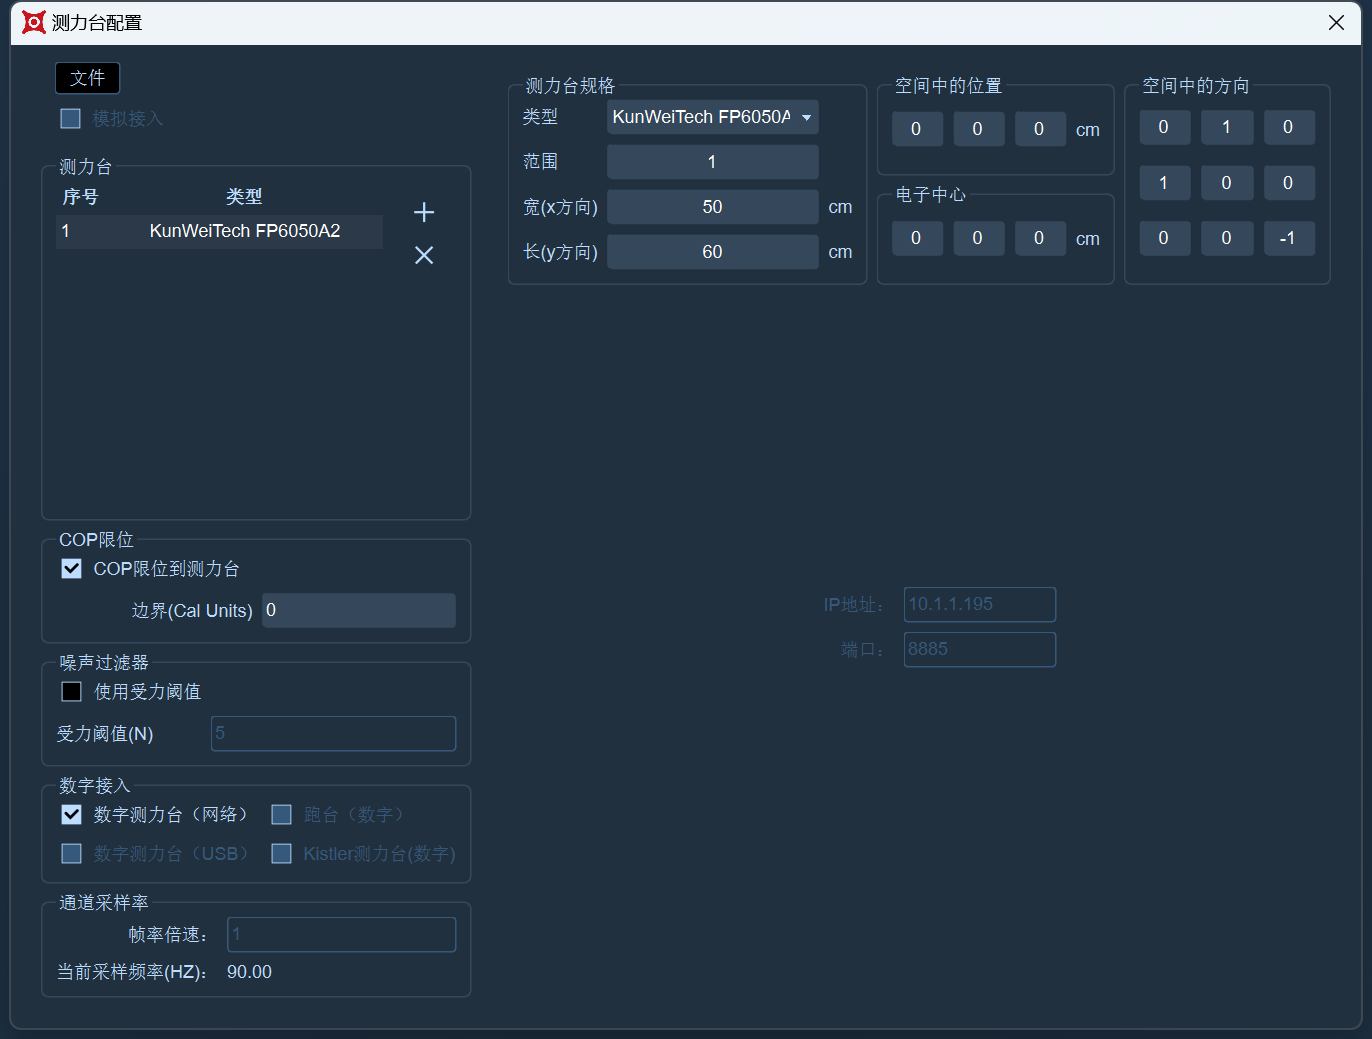 测力台配置
文件
模拟接入
测力台
序号 类型
1 KunWeiTech FP6050A2
COP限位
COP限位到测力台
边界(Cal Units) 0
噪声过滤器
使用受力阈值
受力阈值(N) 5
数字接入
数字测力台（网络） 跑台（数字）
数字测力台（USB） Kistler测力台(数字)
通道采样率
帧率倍速： 1
当前采样频率(HZ)： 90.00
测力台规格
类型 KunWeiTech FP6050A
范围 1
宽(x方向) 50 cm
长(y方向) 60 cm
空间中的位置
0 0 0 cm
电子中心
0 0 0 cm
空间中的方向
0 1 0
1 0 0
0 0 -1
IP地址： 10.1.1.195
端口： 8885